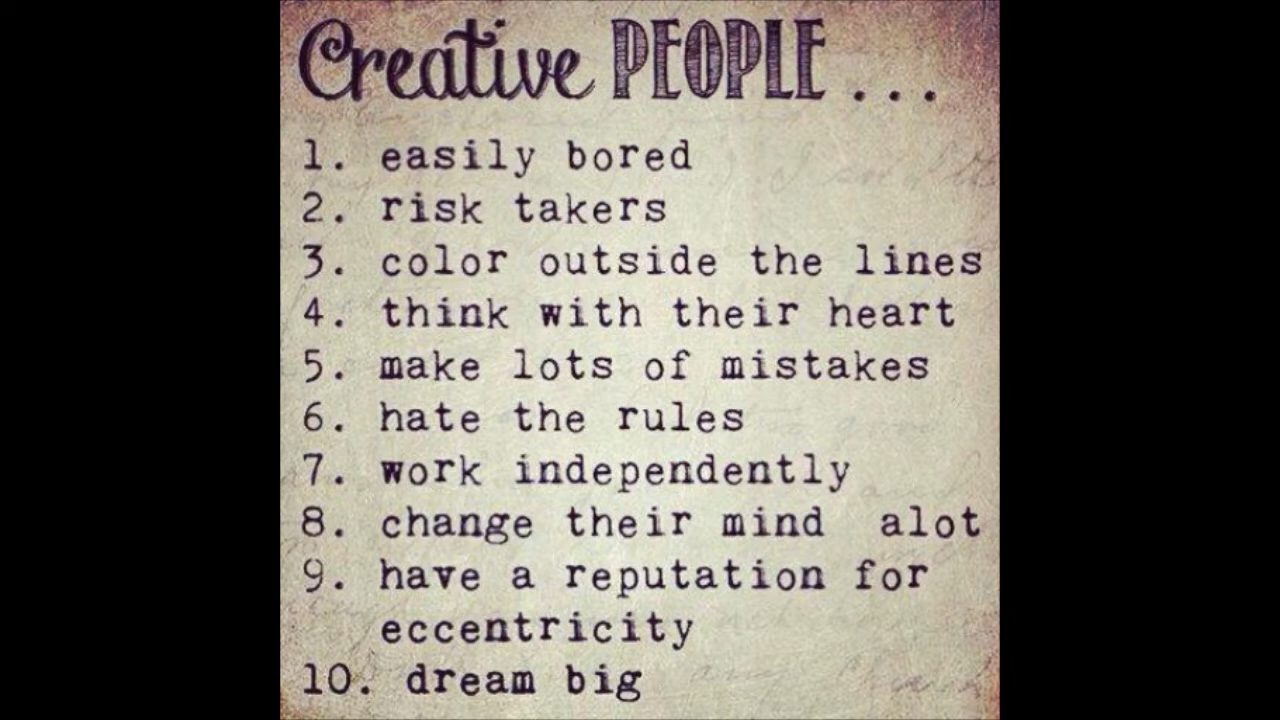 Creative PEOPLE...
1. easily bored
2. risk takers
3. color outside the lines
4. think with their heart
5. make lots of mistakes
6. hate the rules
7. work independently
8. change their mind alot
9. have a reputation for
eccentricity
10. dream big